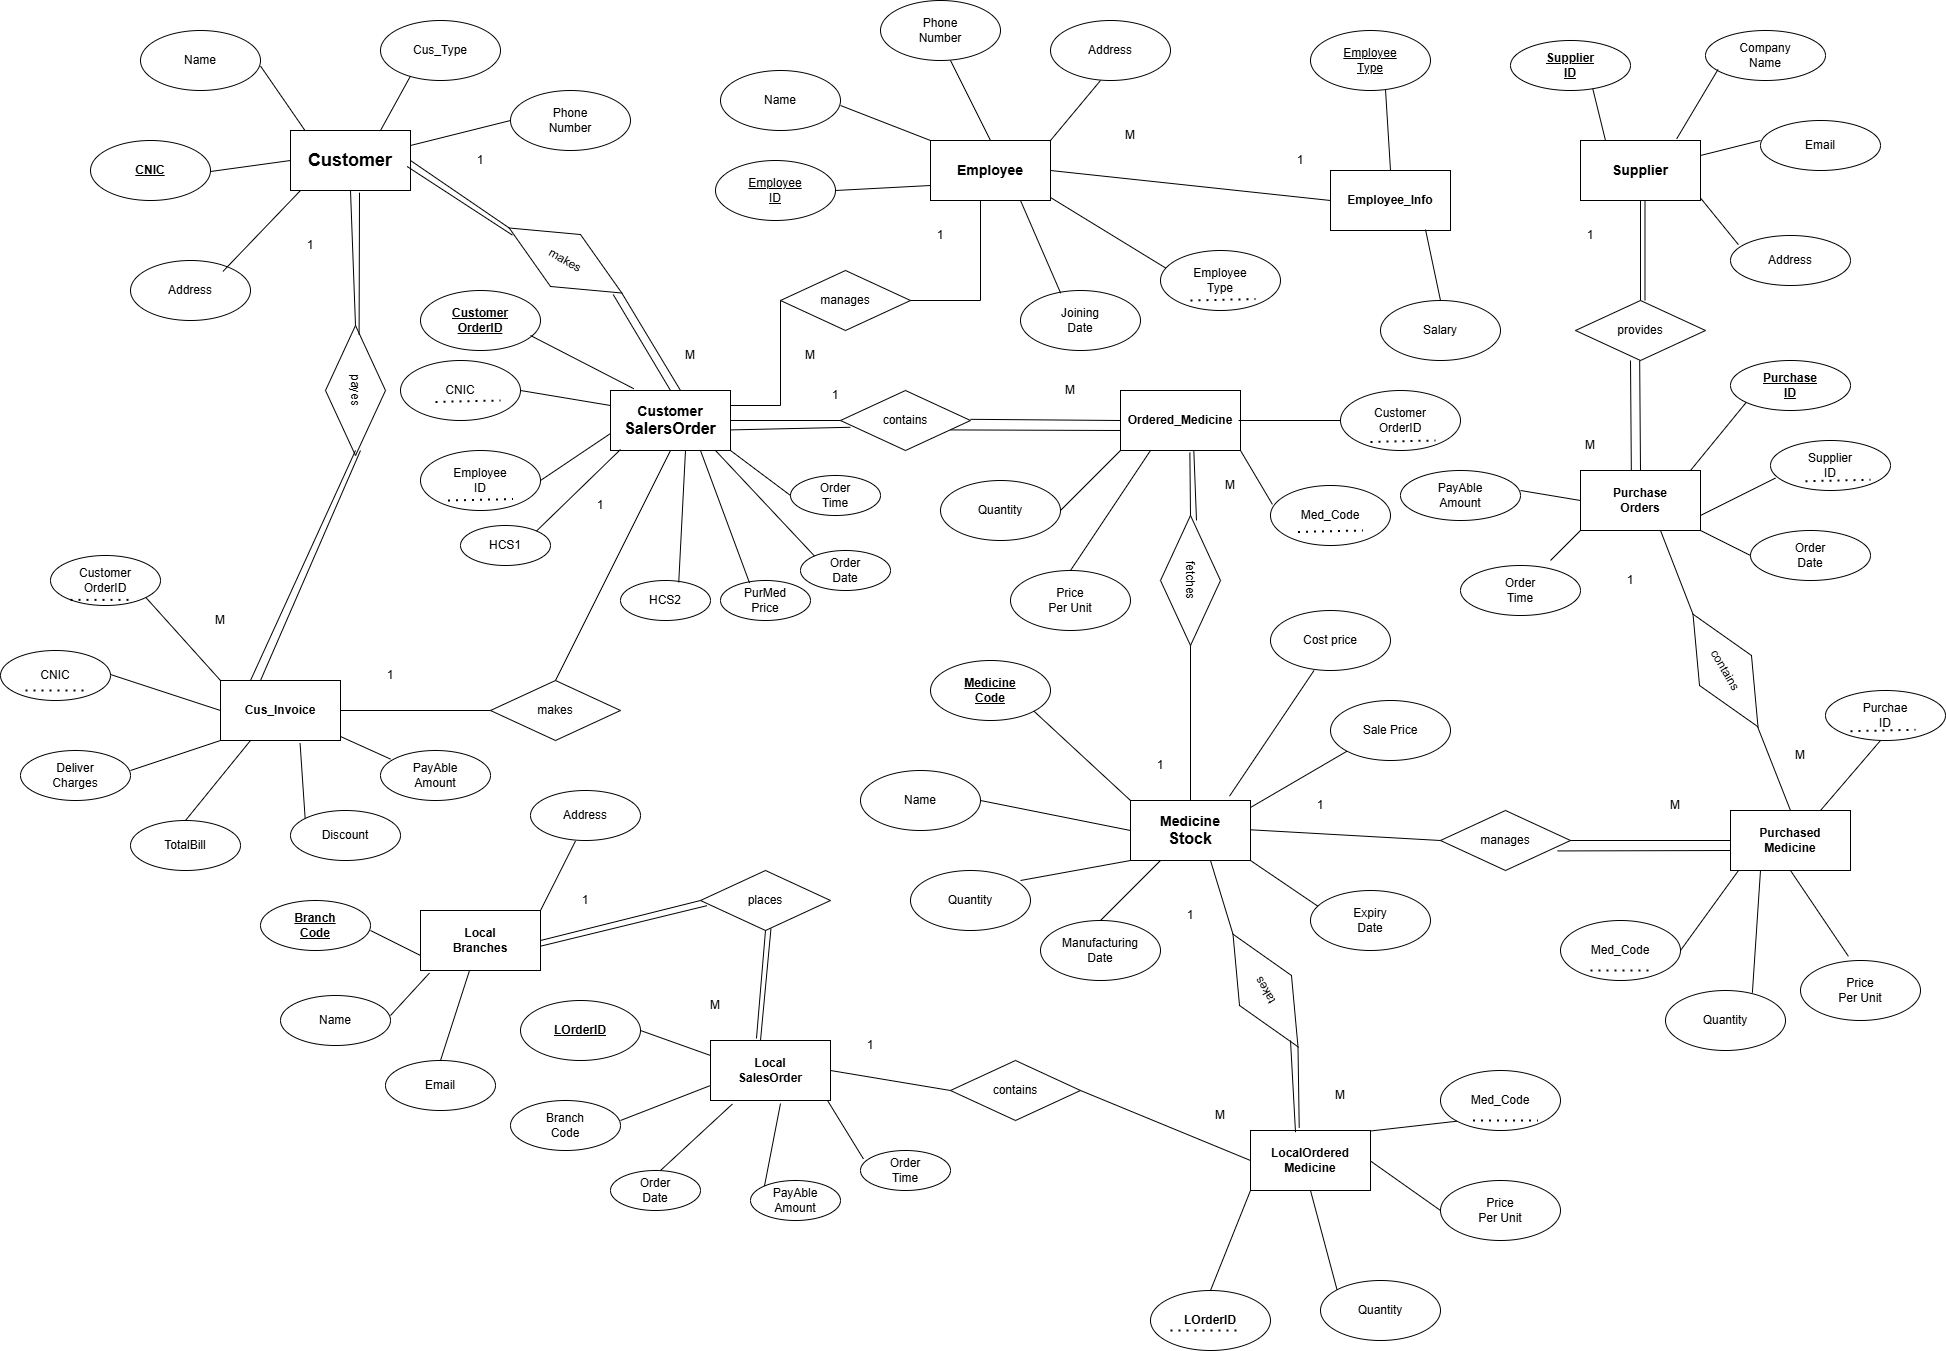 Name
Cus_Type
Phone
Number
CNIC
Customer
1
Address
1
makes
payes
Phone
Number
Address
Name
Employee
ID
Employee
M
1
Employee
Type
Employee_Info
Salary
1
manages
M
Joining
Date
Employee
Type
Supplier
ID
Company
Name
Email
Supplier
Address
1
provides
M
Customer
OrderID
CNIC
Employee
ID
M
Customer
SalersOrder
1
contains
M
Ordered_Medicine
Customer
OrderID
Quantity
Price
Per Unit
Med_Code
M
fetches
HCS1
1
HCS2
PurMed
Price
Order
Date
Order
Time
Purchase
ID
Supplier
ID
PayAble
Amount
Purchase
Orders
Order
Time
Order
Date
1
contains
M
Customer
OrderID
M
CNIC
Cus_Invoice
1
makes
Deliver
Charges
TotalBill
Discount
PayAble
Amount
Medicine
Code
Cost price
Sale Price
Name
1
Medicine
Stock
1
manages
M
Purchased
Medicine
Purchae
ID
Quantity
Manufacturing
Date
1
Expiry
Date
Med_Code
Quantity
Price
Per Unit
takes
Address
Branch
Code
Local
Branches
1
places
Name
Email
M
LOrderID
Local
SalesOrder
1
contains
M
Branch
Code
Order
Date
PayAble
Amount
Order
Time
M
Med_Code
LocalOrdered
Medicine
Price
Per Unit
LOrderID
Quantity